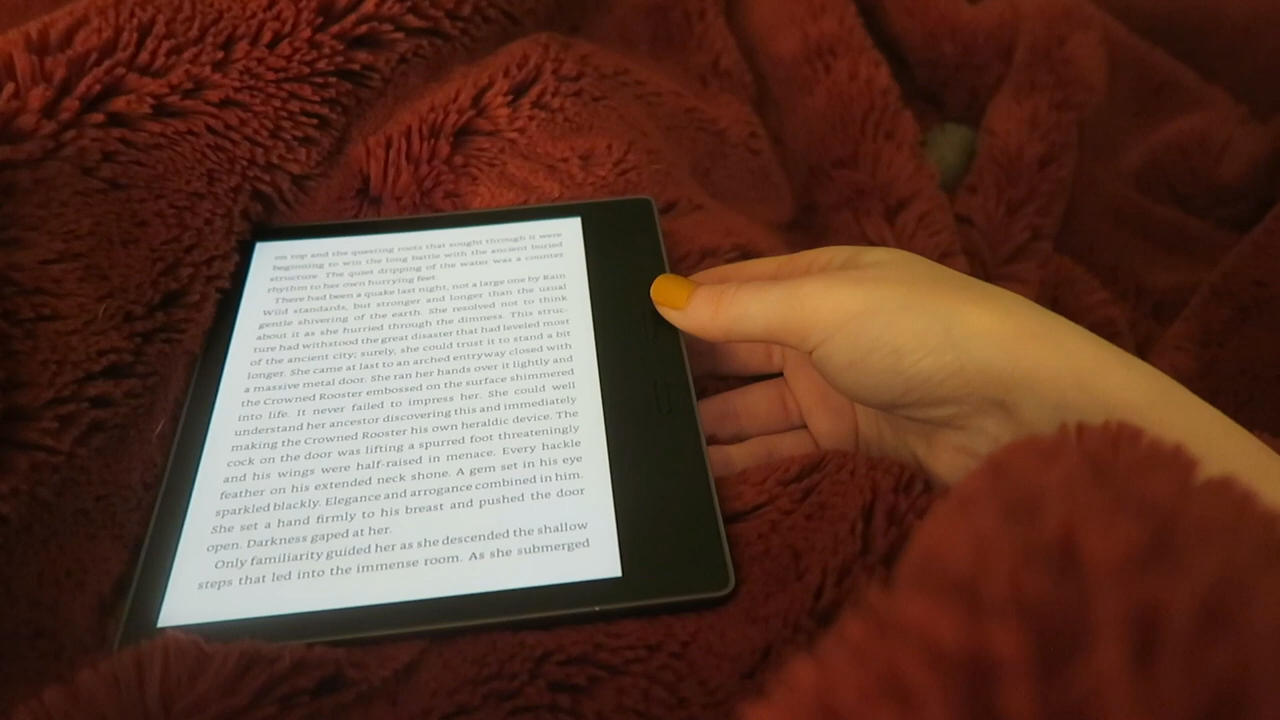 on top and the questing roots that sought through it were
beginning to win the long battle with the ancient buried
structure. The quiet dripping of the water was a counter
rhythm to her own hurrying feet.
There had been a quake last night, not a large one by Rain
Wild standards, but stronger and longer than the usual
gentle shivering of the earth. She resolved not to think
about it as she hurried through the dimness. This struc-
ture had withstood the great disaster that had leveled most
of the ancient city; surely, she could trust it to stand a bit
longer. She came at last to an arched entryway closed with
a massive metal door. She ran her hands over it lightly and
the Crowned Rooster embossed on the surface shimmered
into life. It never failed to impress her. She could well
understand her ancestor discovering this and immediately
making the Crowned Rooster his own heraldic device. The
cock on the door was lifting a spurred foot threateningly
and his wings were half-raised in menace. Every hackle
feather on his extended neck shone. A gem set in his eye
sparkled blackly. Elegance and arrogance combined in him.
She set a hand firmly to his breast and pushed the door
open. Darkness gaped at her.
Only familiarity guided her as she descended the shallow
steps that led into the immense room. As she submerged